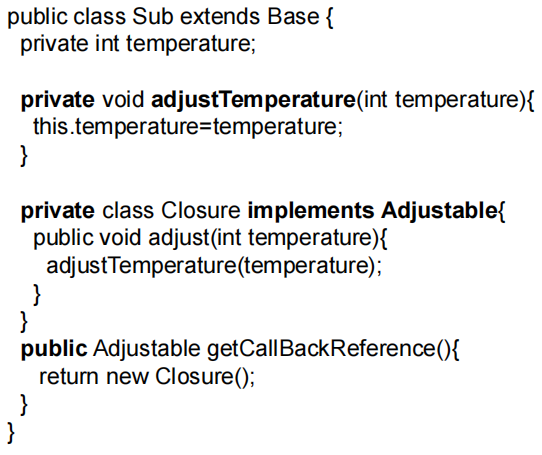 public class Sub extends Base {
private int temperature;
private void adjustTemperature(int temperature){
this.temperature=temperature;
}
private class Closure implements Adjustable{
public void adjust(int temperature){
adjustTemperature(temperature);
}
}
public Adjustable getCallBackReference(){
return new Closure();
}
}